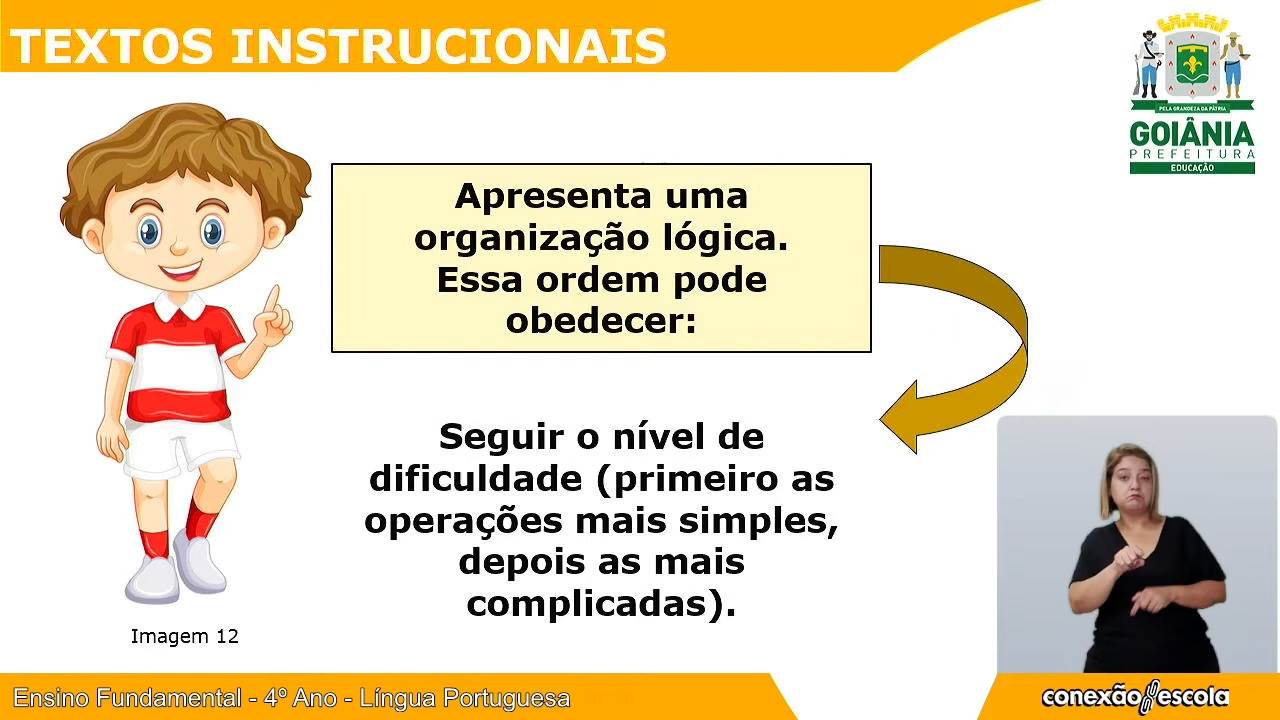 TEXTOS INSTRUCIONAIS
PELA GRANDEZA DA PÁTRIA
GOIÂNIA
PREFEITURA
EDUCAÇÃO
Apresenta uma
organização lógica.
Essa ordem pode
obedecer:
Seguir o nível de
dificuldade (primeiro as
operações mais simples,
depois as mais
complicadas).
Imagem 12
Ensino Fundamental - 4º Ano - Língua Portuguesa
conexão escola